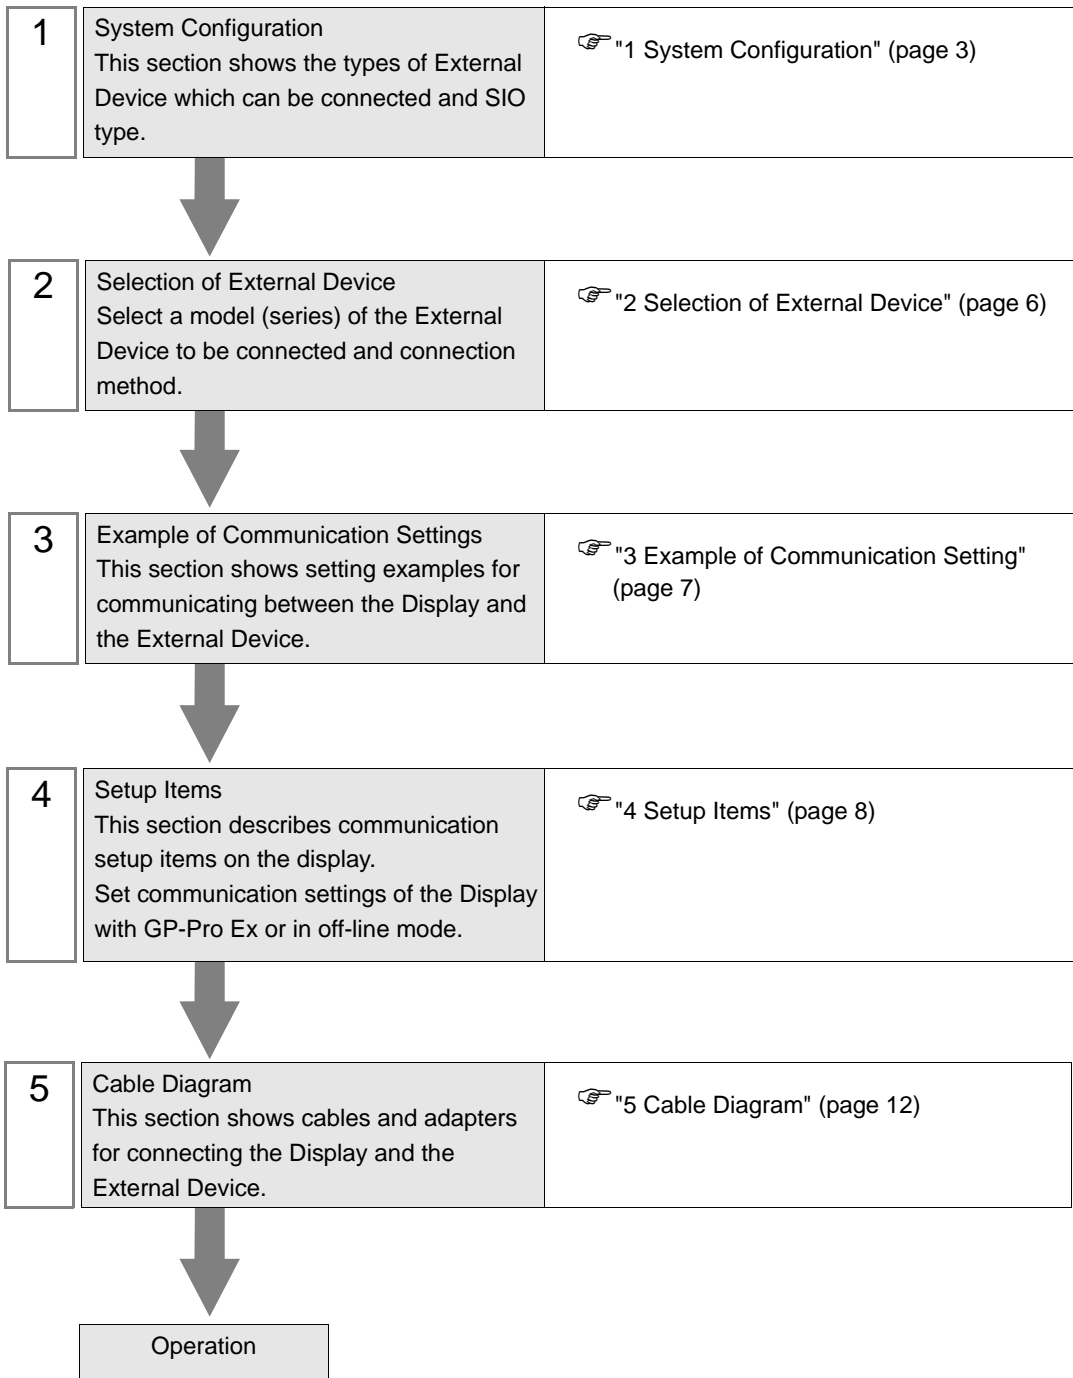 1
System Configuration
This section shows the types of External
Device which can be connected and SIO
type.
"1 System Configuration" (page 3)
2
Selection of External Device
Select a model (series) of the External
Device to be connected and connection
method.
"2 Selection of External Device" (page 6)
3
Example of Communication Settings
This section shows setting examples for
communicating between the Display and
the External Device.
"3 Example of Communication Setting"
(page 7)
4
Setup Items
This section describes communication
setup items on the display.
Set communication settings of the Display
with GP-Pro Ex or in off-line mode.
"4 Setup Items" (page 8)
5
Cable Diagram
This section shows cables and adapters
for connecting the Display and the
External Device.
"5 Cable Diagram" (page 12)
Operation